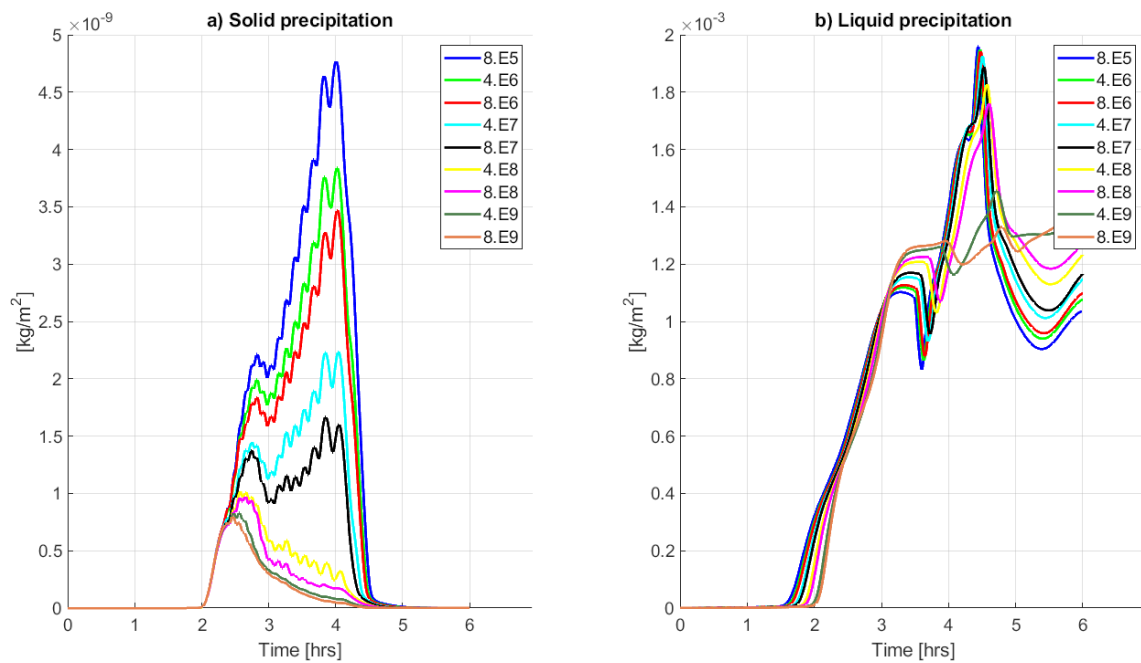 a) Solid precipitation
×10^-9
5
4.5
4
3.5
3
2.5
2
1.5
1
0.5
0
[kg/m^2]
0 1 2 3 4 5 6
Time [hrs]
8.E5
4.E6
8.E6
4.E7
8.E7
4.E8
8.E8
4.E9
8.E9
b) Liquid precipitation
×10^-3
2
1.8
1.6
1.4
1.2
1
0.8
0.6
0.4
0.2
0
[kg/m^2]
0 1 2 3 4 5 6
Time [hrs]
8.E5
4.E6
8.E6
4.E7
8.E7
4.E8
8.E8
4.E9
8.E9